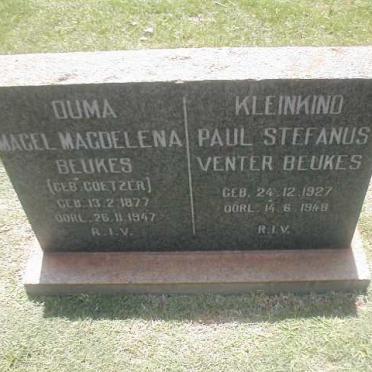 OUMA
MAGEL MAGDELENA
BEUKES
(GEB. COETZER)
GEB. 13.2.1877
OORL. 26.11.1947
R.I.V.
KLEINKIND
PAUL STEFANUS
VENTER BEUKES
GEB. 24.12.1927
OORL. 14.6.1949
R.I.V.